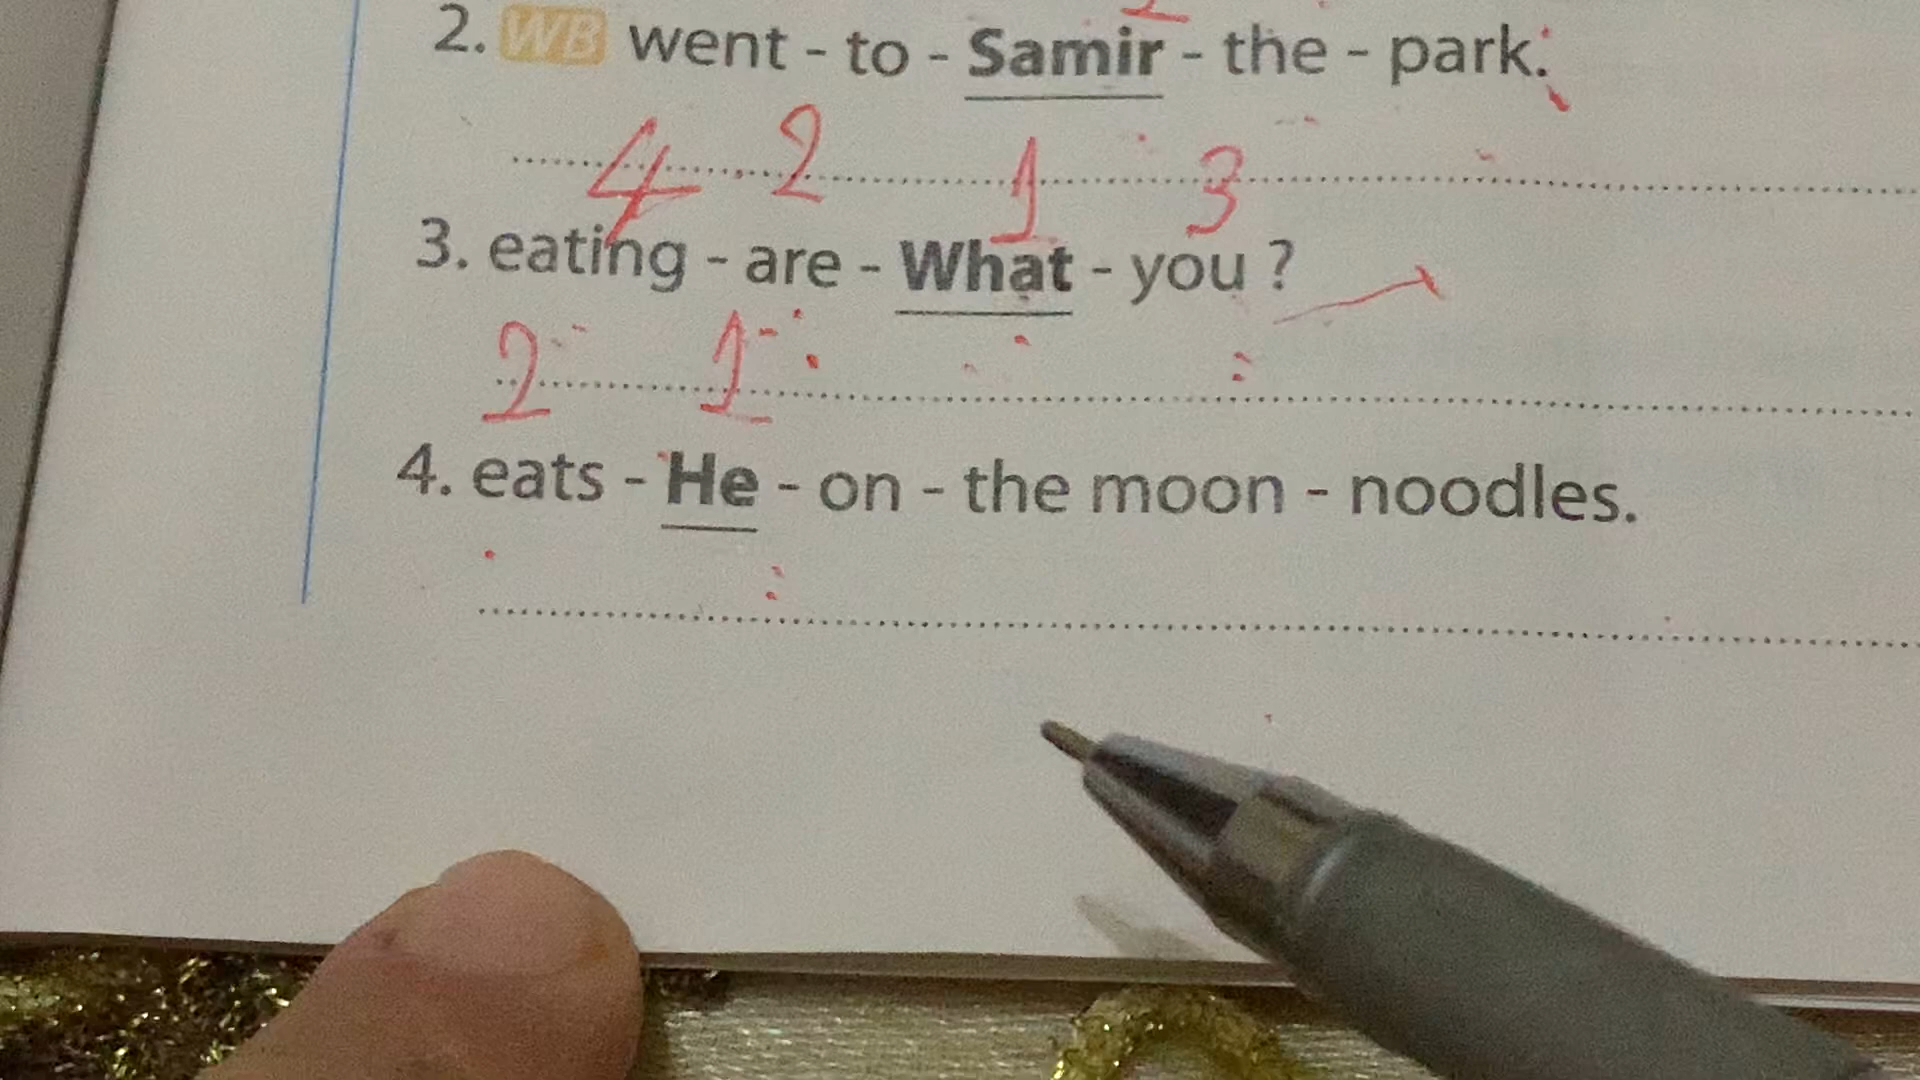 2. WB went - to - Samir - the - park.
4 2 1 3
3. eating - are - What - you ?
2 1
4. eats - He - on - the moon - noodles.